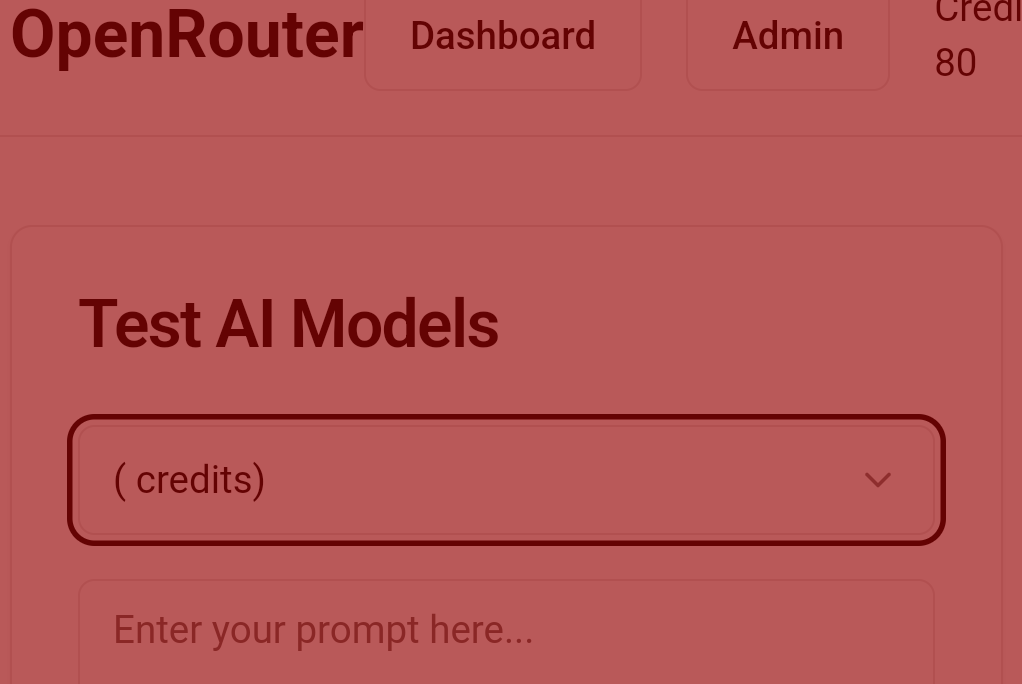 OpenRouter
Dashboard
Admin
80
Test AI Models
( credits)
Enter your prompt here...